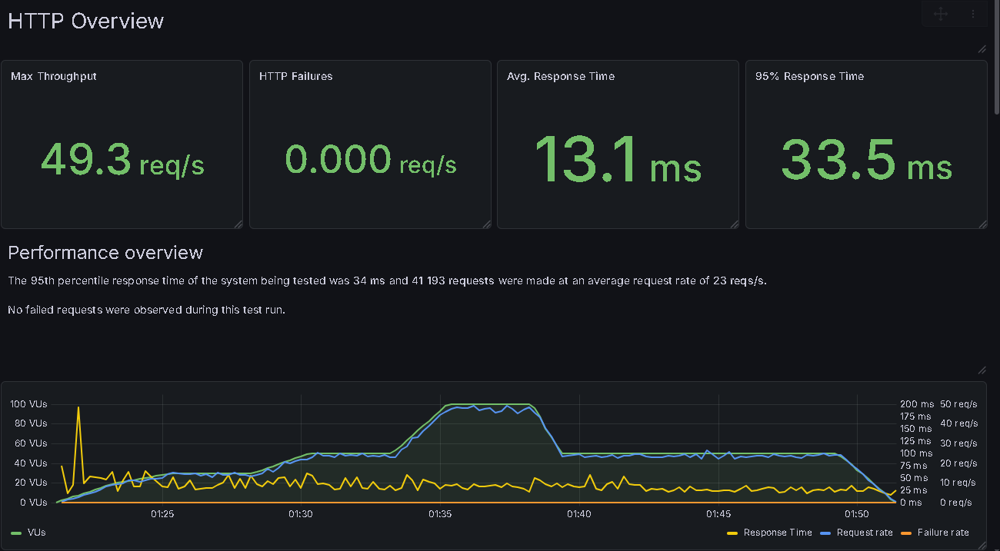 HTTP Overview
Max Throughput
HTTP Failures
Avg. Response Time
95% Response Time
49.3 req/s
0.000 req/s
13.1 ms
33.5 ms
Performance overview
The 95th percentile response time of the system being tested was 34 ms and 41 193 requests were made at an average request rate of 23 reqs/s.
No failed requests were observed during this test run.
100 VUs
80 VUs
60 VUs
40 VUs
20 VUs
0 VUs
200 ms
175 ms
150 ms
125 ms
100 ms
75 ms
50 ms
25 ms
0 ms
50 req/s
40 req/s
30 req/s
20 req/s
10 req/s
0 req/s
01:25
01:30
01:35
01:40
01:45
01:50
VUs
Response Time
Request rate
Failure rate